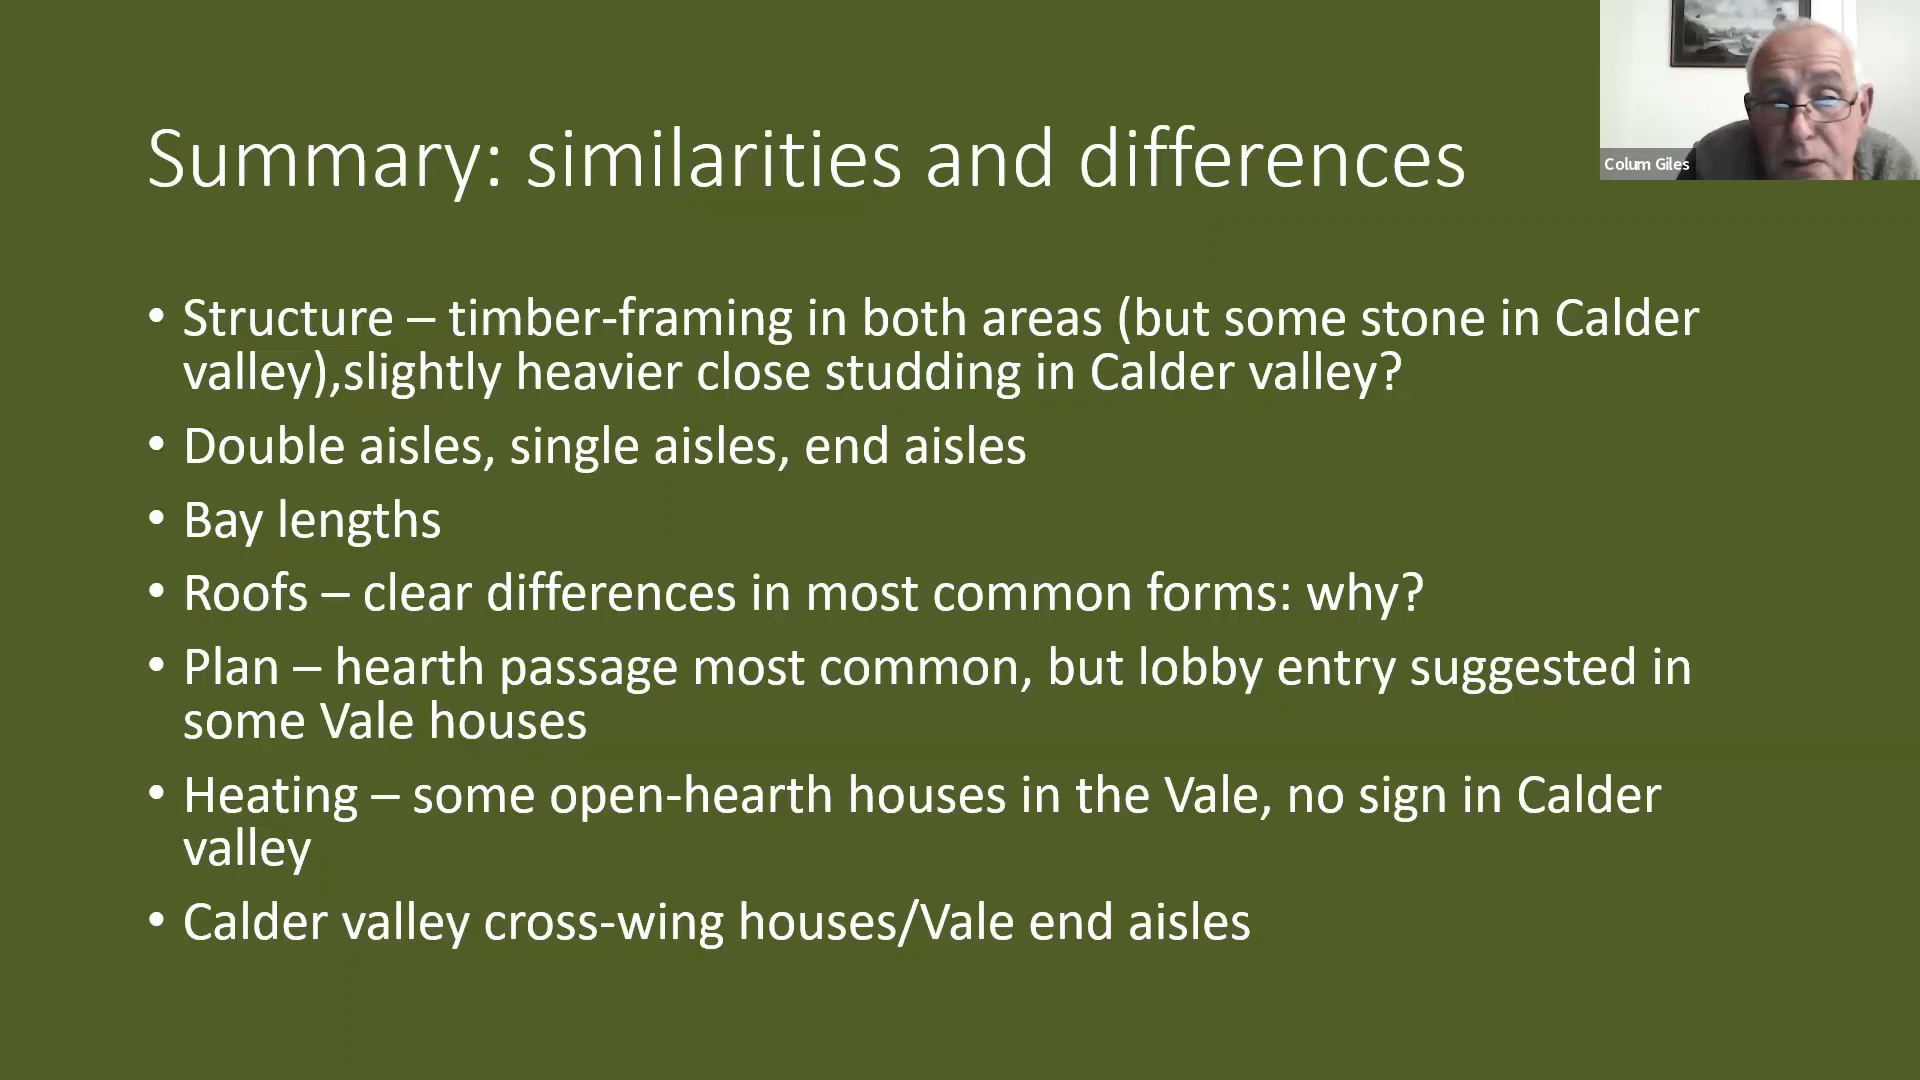 Summary: similarities and differences
Colum Giles
• Structure – timber-framing in both areas (but some stone in Calder
valley),slightly heavier close studding in Calder valley?
• Double aisles, single aisles, end aisles
• Bay lengths
• Roofs – clear differences in most common forms: why?
• Plan – hearth passage most common, but lobby entry suggested in
some Vale houses
• Heating – some open-hearth houses in the Vale, no sign in Calder
valley
• Calder valley cross-wing houses/Vale end aisles